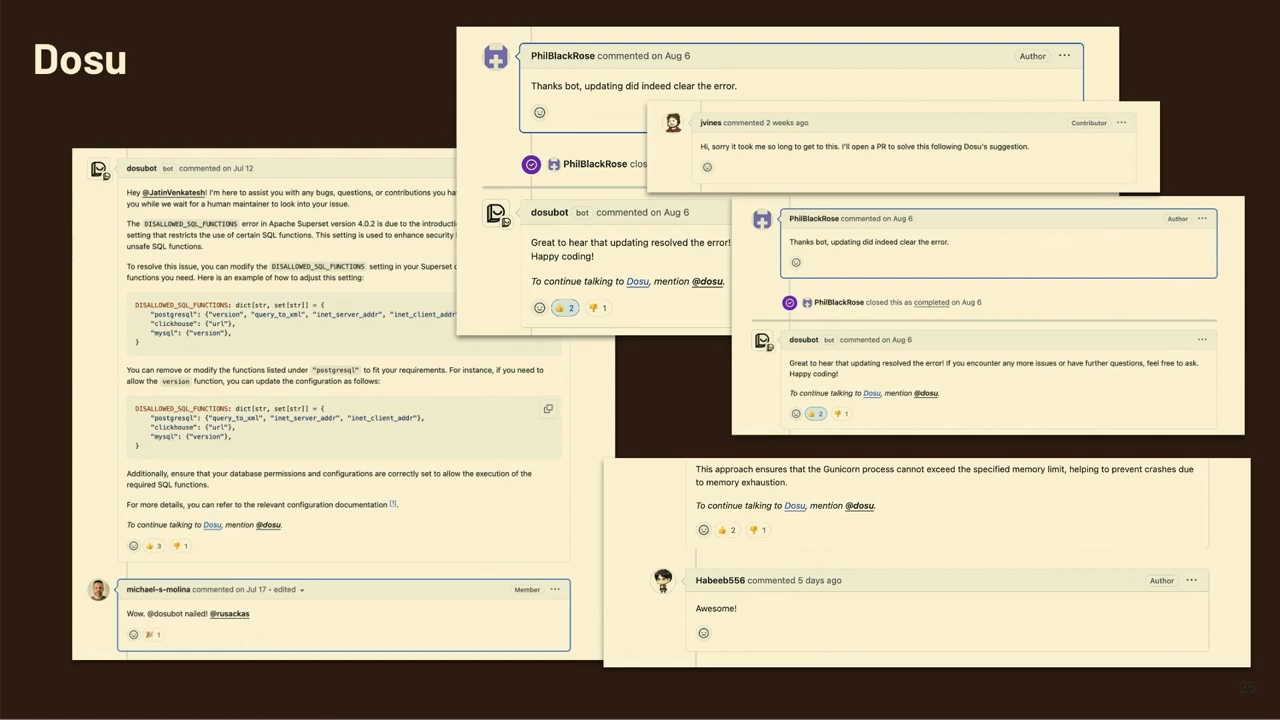 Dosu
dosubot bot commented on Jul 12
Hey @JatinVenkatesh! I'm here to assist you with any bugs, questions, or contributions you ha
you while we wait for a human maintainer to look into your issue.
The DISALLOWED_SQL_FUNCTIONS error in Apache Superset version 4.0.2 is due to the introductio
setting that restricts the use of certain SQL functions. This setting is used to enhance security
unsafe SQL functions.
To resolve this issue, you can modify the DISALLOWED_SQL_FUNCTIONS setting in your Superset c
functions you need. Here is an example of how to adjust this setting:
DISALLOWED_SQL_FUNCTIONS: dict[str, set[str]] = {
"postgresql": {"version", "query_to_xml", "inet_server_addr", "inet_client_addr"
"clickhouse": {"url"},
"mysql": {"version"},
}
You can remove or modify the functions listed under "postgresql" to fit your requirements. For instance, if you need to
allow the version function, you can update the configuration as follows:
DISALLOWED_SQL_FUNCTIONS: dict[str, set[str]] = {
"postgresql": {"query_to_xml", "inet_server_addr", "inet_client_addr"},
"clickhouse": {"url"},
"mysql": {"version"},
}
Additionally, ensure that your database permissions and configurations are correctly set to allow the execution of the
required SQL functions.
For more details, you can refer to the relevant configuration documentation [1].
To continue talking to Dosu, mention @dosu.
👍 3 👎 1
michael-s-molina commented on Jul 17 • edited Member ···
Wow. @dosubot nailed! @rusackas
🎉 1
PhilBlackRose commented on Aug 6 Author ···
Thanks bot, updating did indeed clear the error.
PhilBlackRose clos
dosubot bot commented on Aug 6
Great to hear that updating resolved the error!
Happy coding!
To continue talking to Dosu, mention @dosu.
👍 2 👎 1
jvines commented 2 weeks ago Contributor ···
Hi, sorry it took me so long to get to this. I'll open a PR to solve this following Dosu's suggestion.
PhilBlackRose commented on Aug 6 Author ···
Thanks bot, updating did indeed clear the error.
PhilBlackRose closed this as completed on Aug 6
dosubot bot commented on Aug 6 ···
Great to hear that updating resolved the error! If you encounter any more issues or have further questions, feel free to ask.
Happy coding!
To continue talking to Dosu, mention @dosu.
👍 2 👎 1
This approach ensures that the Gunicorn process cannot exceed the specified memory limit, helping to prevent crashes due
to memory exhaustion.
To continue talking to Dosu, mention @dosu.
👍 2 👎 1
Habeeb556 commented 5 days ago Author ···
Awesome!
25